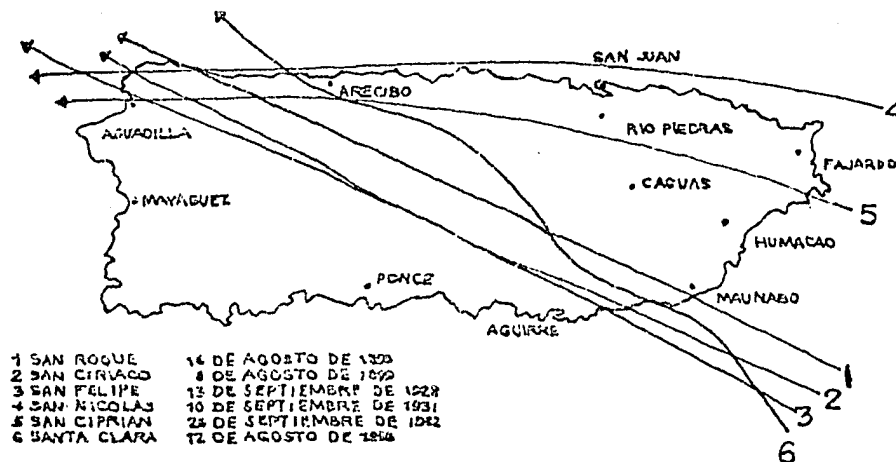 SAN JUAN
ARECIBO
AGUADILLA
RIO PIEDRAS
4
FAJARDO
CAGUAS
MAYAGUEZ
5
HUMACAO
PONCE
MAUNABO
AGUIRRE
1 SAN ROQUE 16 DE AGOSTO DE
2 SAN CIRIACO 8 DE AGOSTO DE
3 SAN FELIPE 13 DE SEPTIEMBRE DE 1928
4 SAN NICOLAS 10 DE SEPTIEMBRE DE 1931
5 SAN CIPRIAN DE SEPTIEMBRE DE
6 SANTA CLARA 12 DE AGOSTO DE
1
2
3
6